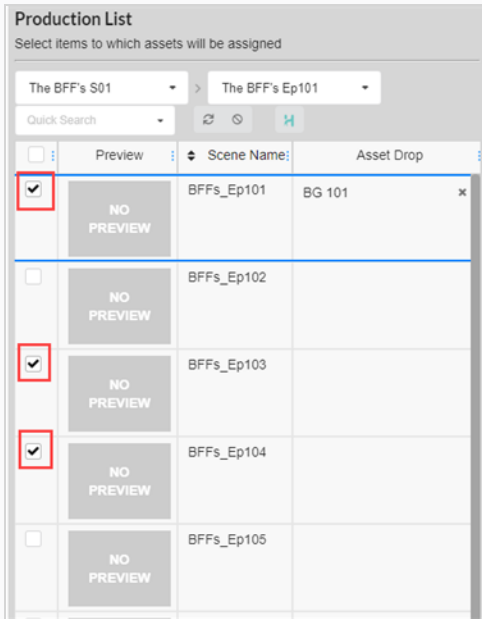 Production List
Select items to which assets will be assigned
The BFF's S01 > The BFF's Ep101
Quick Search
Preview Scene Name Asset Drop
NO
PREVIEW
BFFs_Ep101
BG 101
NO
PREVIEW
BFFs_Ep102
NO
PREVIEW
BFFs_Ep103
NO
PREVIEW
BFFs_Ep104
NO
PREVIEW
BFFs_Ep105